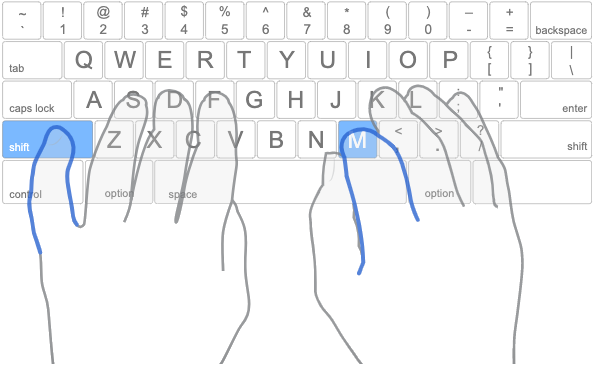 ~ ! @ # $ % ^ & * ( ) – +
` 1 2 3 4 5 6 7 8 9 0 - = backspace
tab Q W E R T Y U I O P { [ } ] | \
caps lock A S D F G H J K L : ; " ' enter
shift Z X C V B N M < , > . ? / shift
control option space option